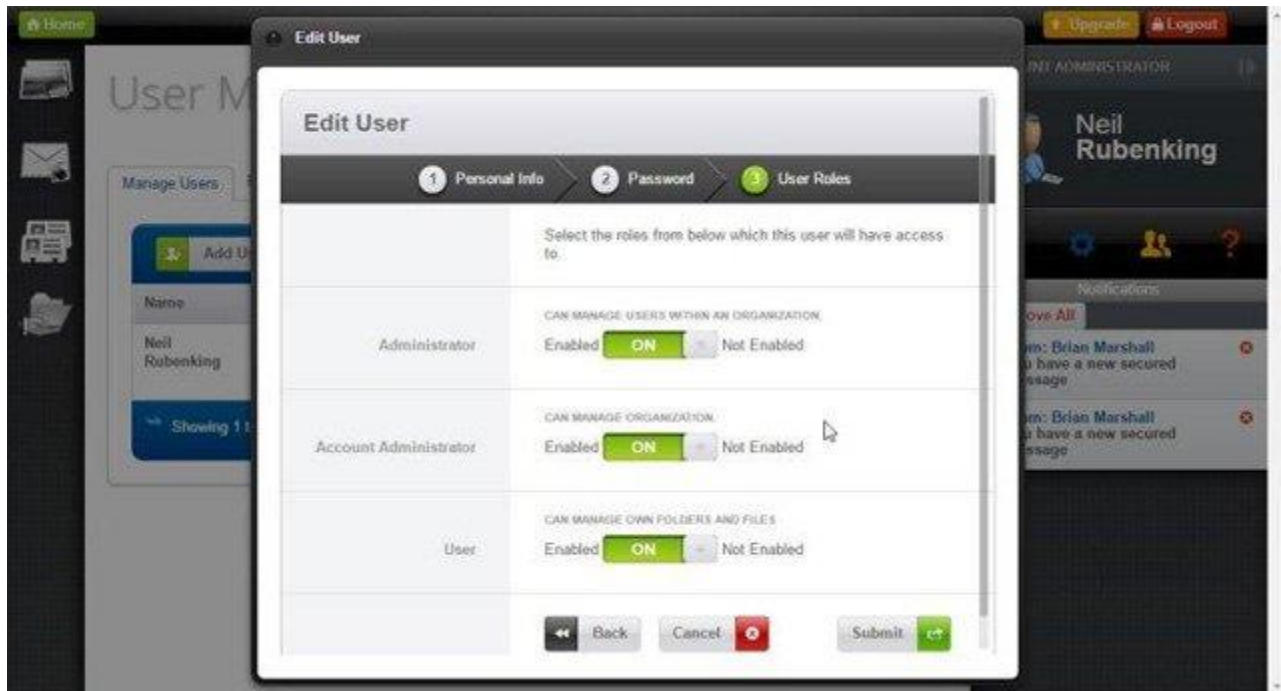 Home
Edit User
Upgrade
Logout
ADMINISTRATOR
User M
Neil
Rubenking
Edit User
1 Personal Info
2 Password
3 User Roles
Manage Users
Add U
Name
Neil
Rubenking
Showing 1 t
Select the roles from below which this user will have access
to.
CAN MANAGE USERS WITHIN AN ORGANIZATION.
Administrator
Enabled ON Not Enabled
CAN MANAGE ORGANIZATION.
Account Administrator
Enabled ON Not Enabled
CAN MANAGE OWN FOLDERS AND FILES
User
Enabled ON Not Enabled
Back
Cancel
Submit
?
Notifications
ove All
m: Brian Marshall
u have a new secured
ssage
m: Brian Marshall
u have a new secured
ssage